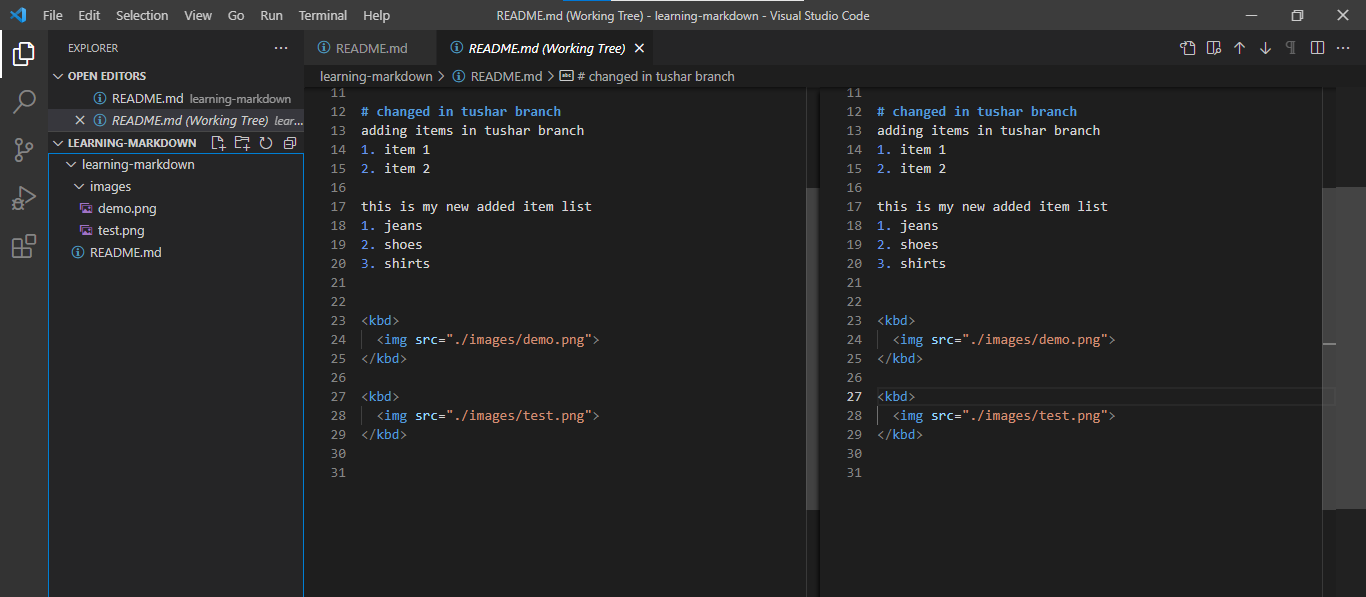 File Edit Selection View Go Run Terminal Help README.md (Working Tree) - learning-markdown - Visual Studio Code
EXPLORER
README.md README.md (Working Tree)
OPEN EDITORS
learning-markdown > README.md > # changed in tushar branch
README.md learning-markdown
README.md (Working Tree) lear...
LEARNING-MARKDOWN
learning-markdown
images
demo.png
test.png
README.md
11
12 # changed in tushar branch
13 adding items in tushar branch
14 1. item 1
15 2. item 2
16
17 this is my new added item list
18 1. jeans
19 2. shoes
20 3. shirts
21
22
23 <kbd>
24 <img src="./images/demo.png">
25 </kbd>
26
27 <kbd>
28 <img src="./images/test.png">
29 </kbd>
30
31
11
12 # changed in tushar branch
13 adding items in tushar branch
14 1. item 1
15 2. item 2
16
17 this is my new added item list
18 1. jeans
19 2. shoes
20 3. shirts
21
22
23 <kbd>
24 <img src="./images/demo.png">
25 </kbd>
26
27 <kbd>
28 <img src="./images/test.png">
29 </kbd>
30
31